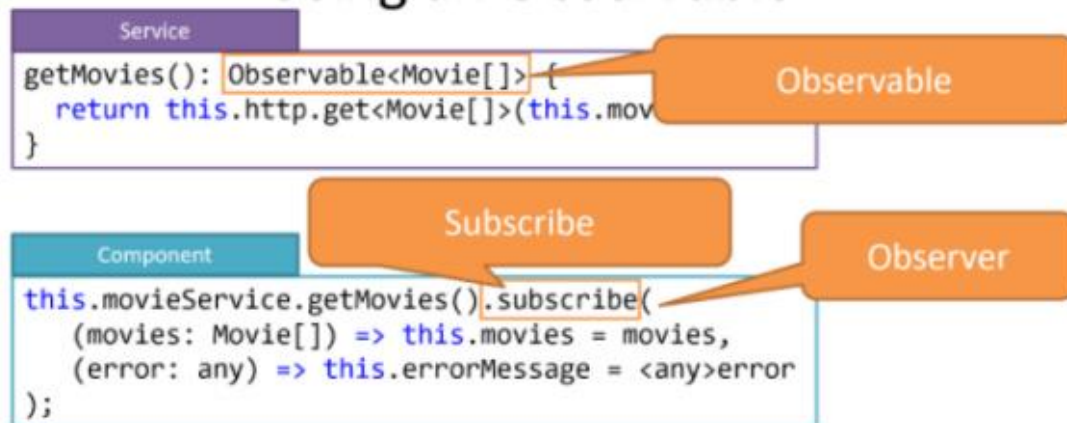 Service
getMovies(): Observable<Movie[]> {
Observable
return this.http.get<Movie[]>(this.mov
}
Subscribe
Observer
Component
this.movieService.getMovies().subscribe(
(movies: Movie[]) => this.movies = movies,
(error: any) => this.errorMessage = <any>error
);